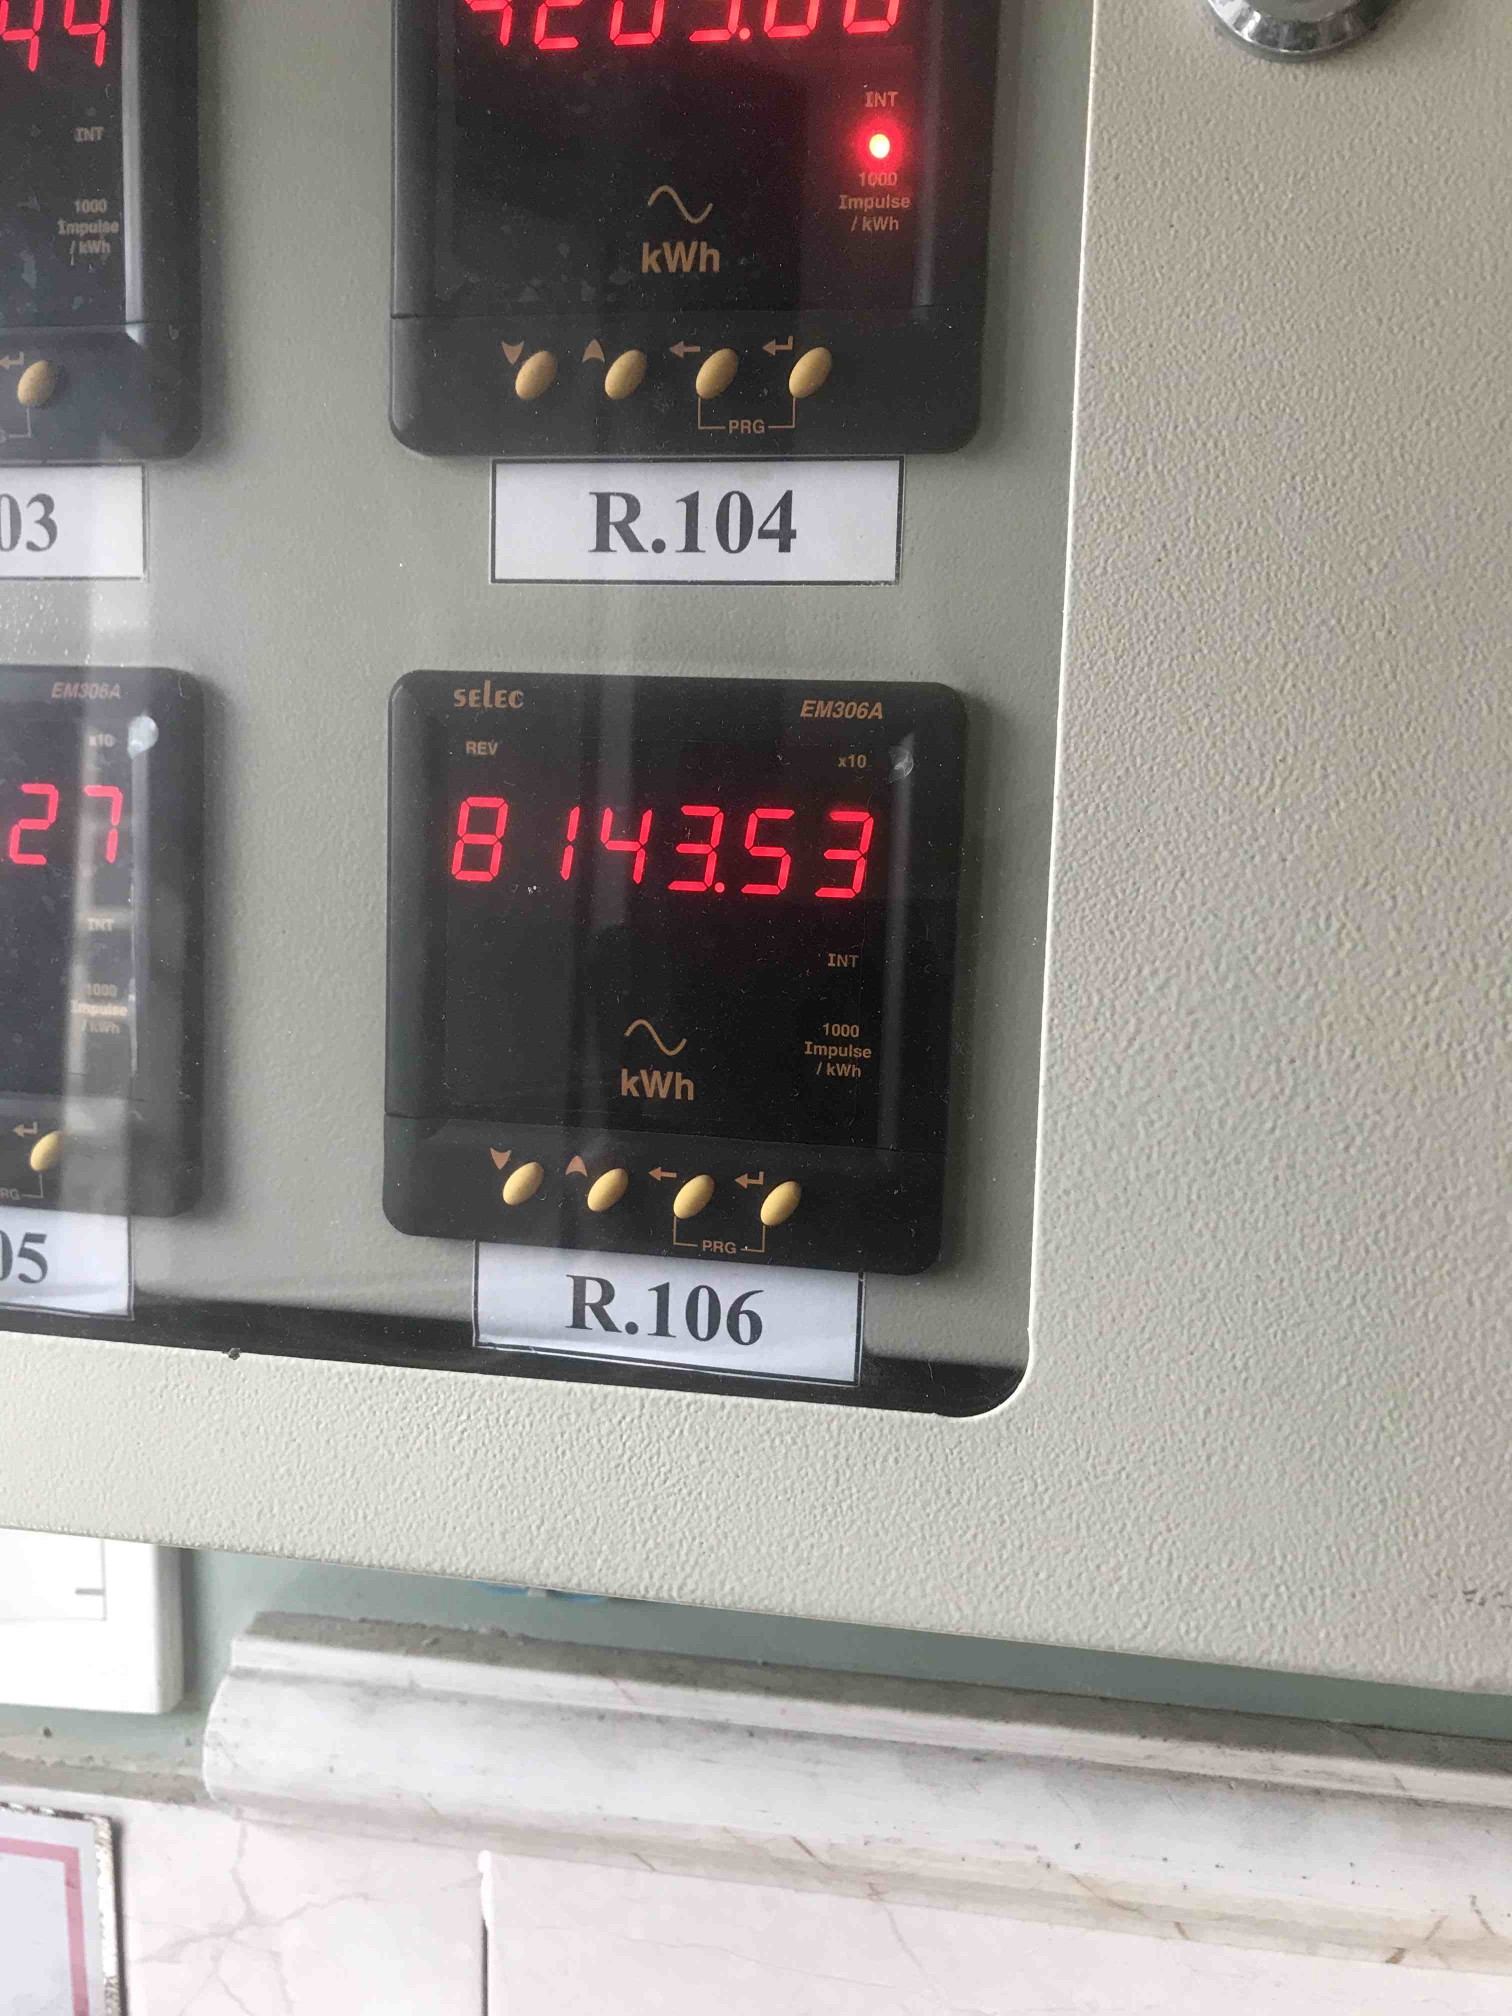 44
INT
1000
Impulse
/ kWh
INT
1000
Impulse
/ kWh
kWh
PRG
03
R.104
EM306A
x10
27
INT
1000
Impulse
/ kWh
RG
05
selec
EM306A
REV
x10
8143.53
INT
1000
Impulse
/ kWh
kWh
PRG
R.106